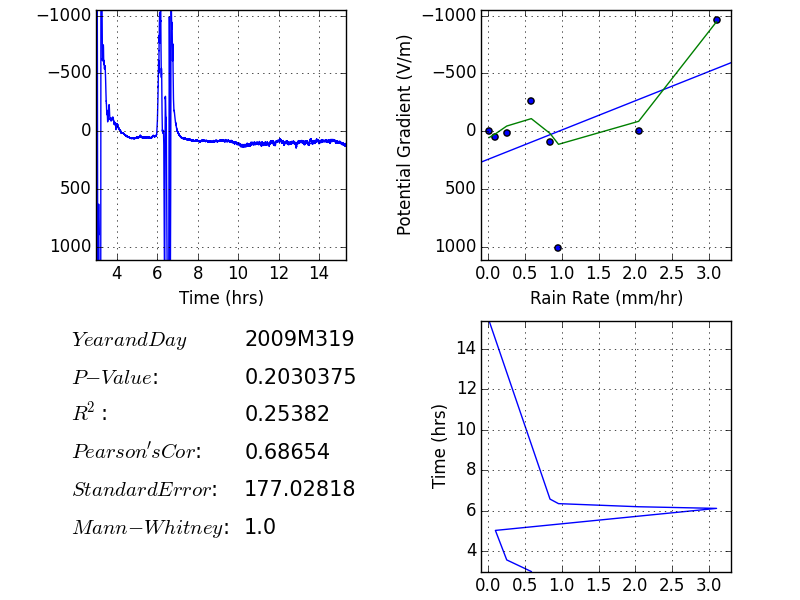 −1000
−500
0
500
1000
4 6 8 10 12 14
Time (hrs)
Potential Gradient (V/m)
−1000
−500
0
500
1000
0.0 0.5 1.0 1.5 2.0 2.5 3.0
Rain Rate (mm/hr)
YearandDay 2009M319
P−Value: 0.2030375
R²: 0.25382
Pearson'sCor: 0.68654
StandardError: 177.02818
Mann−Whitney: 1.0
Time (hrs)
14
12
10
8
6
4
0.0 0.5 1.0 1.5 2.0 2.5 3.0